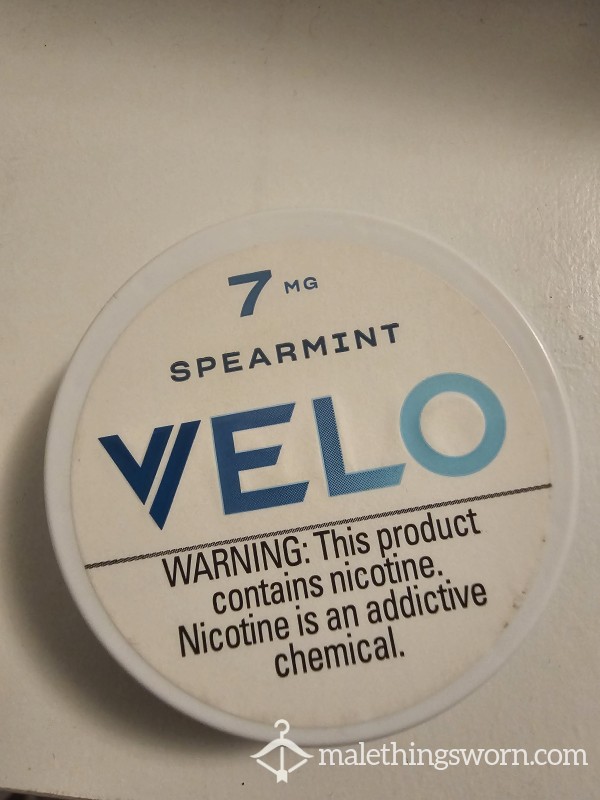 7 MG
SPEARMINT
VELO
WARNING: This product
contains nicotine.
Nicotine is an addictive
chemical.
malethingsworn.com